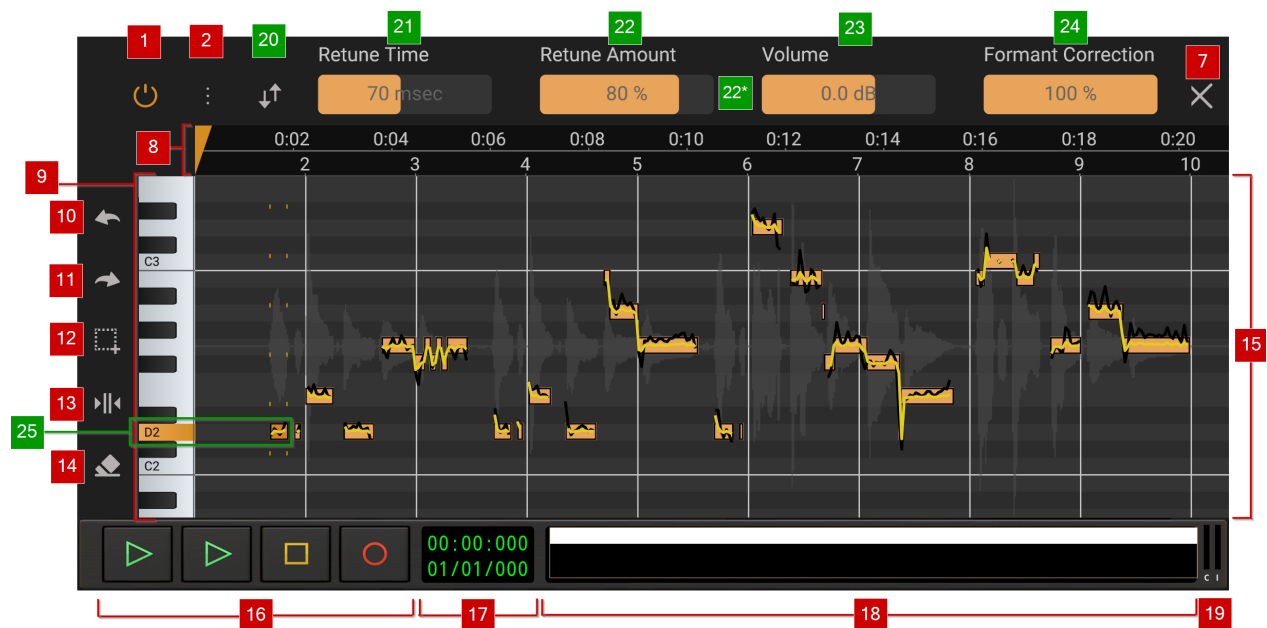 21 22 23 24
1 2 20 7
Retune Time Retune Amount Volume Formant Correction
70 msec 80 % 22* 0.0 dB 100 %
8 0:02 0:04 0:06 0:08 0:10 0:12 0:14 0:16 0:18 0:20
2 3 4 5 6 7 8 9 10
9
10
C3
11
12 15
13
25 D2
14 C2
00:00:000
01/01/000
C I
16 17 18 19